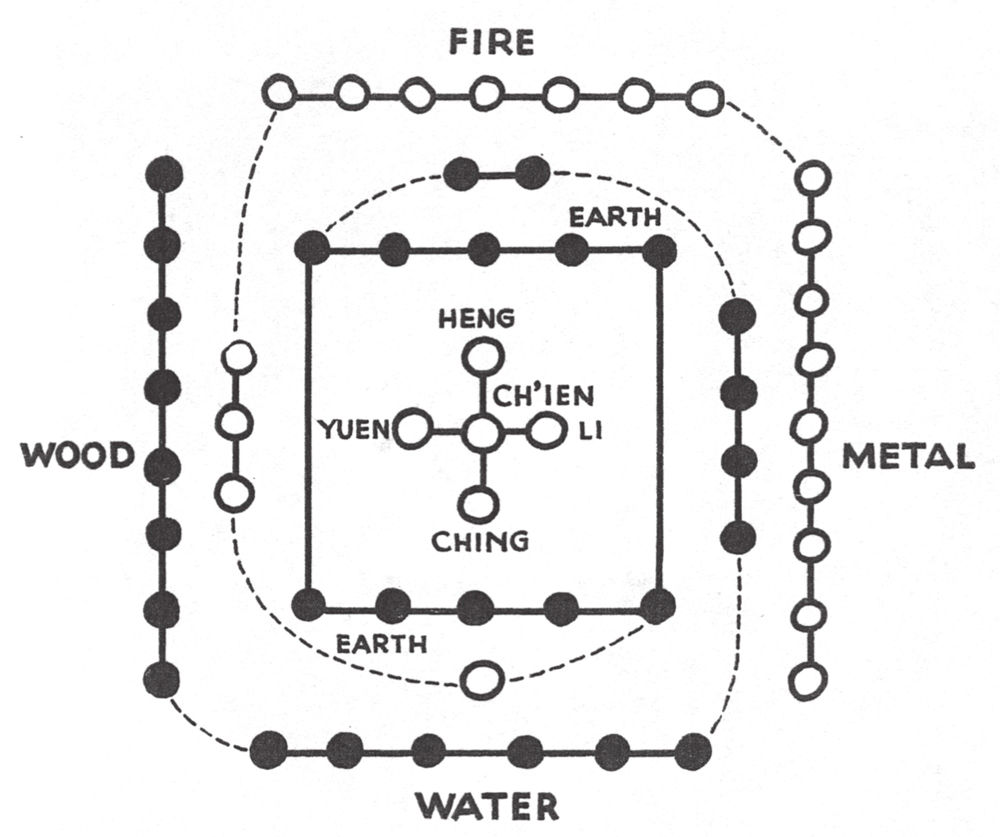 FIRE
EARTH
HENG
CH'IEN
YUEN
LI
WOOD
METAL
CHING
EARTH
WATER